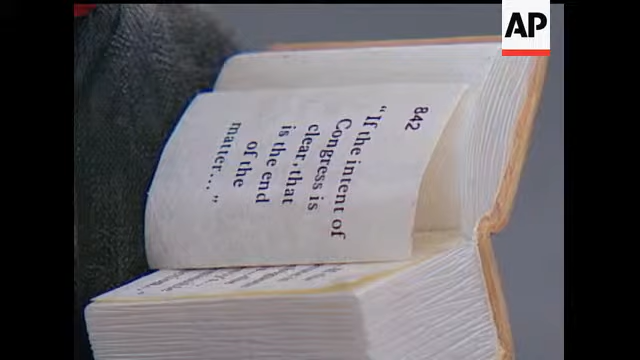 AP
842
"If the intent of
Congress is
clear, that
is the end
of the
matter..."